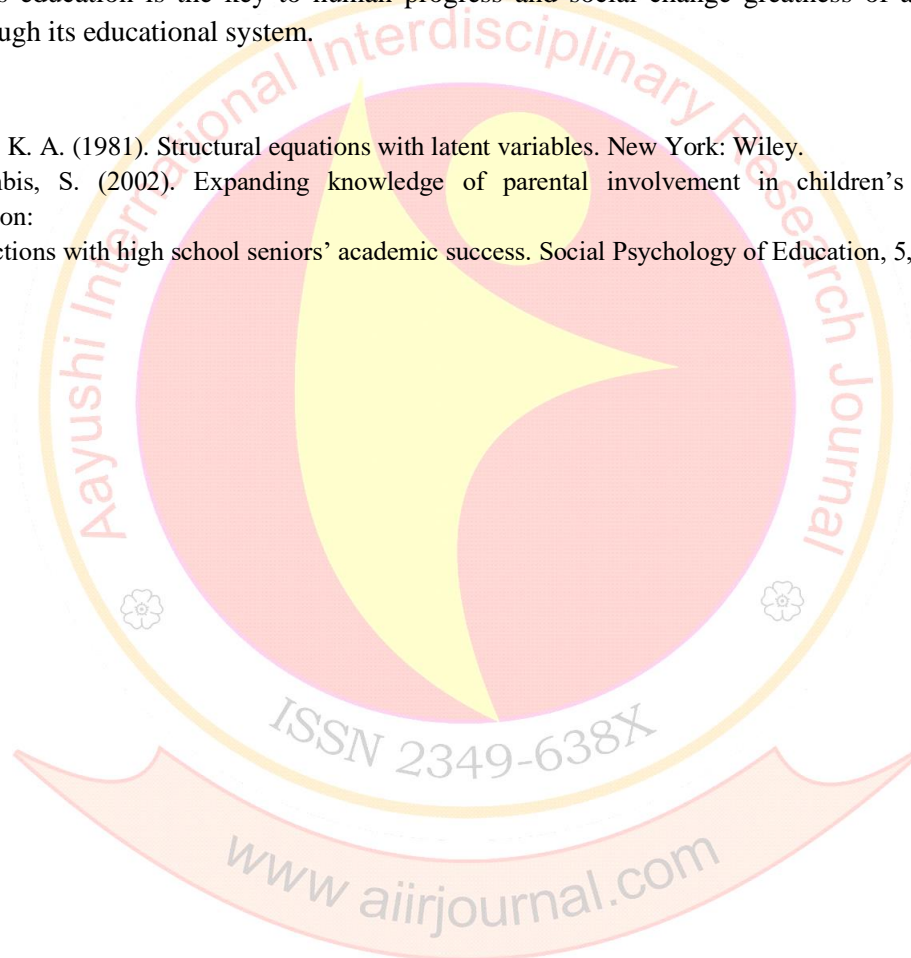 education is the key to human progress and social change greatness of
ugh its educational system.
K. A. (1981). Structural equations with latent variables. New York: Wiley.
bis, S. (2002). Expanding knowledge of parental involvement in children's
on:
ctions with high school seniors' academic success. Social Psychology of Education, 5,
Aayushi International Interdisciplinary Research Journal
ISSN 2349-638X
www aiirjournal.com